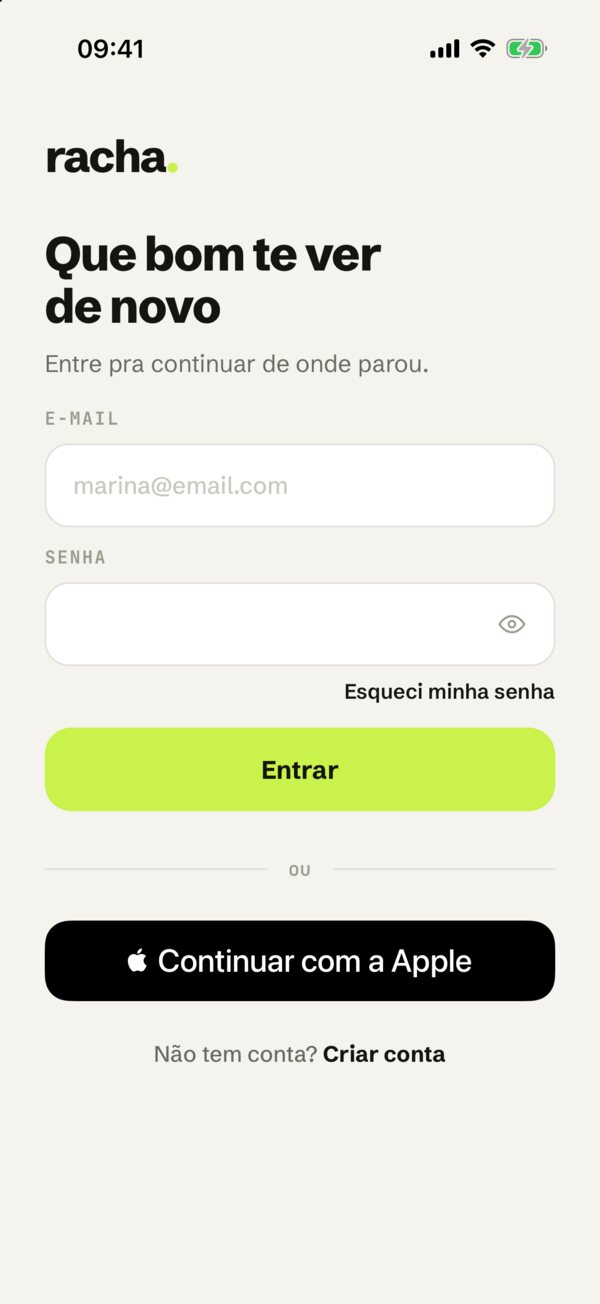 09:41
racha.
Que bom te ver
de novo
Entre pra continuar de onde parou.
E-MAIL
marina@email.com
SENHA
Esqueci minha senha
Entrar
OU
Continuar com a Apple
Não tem conta? Criar conta